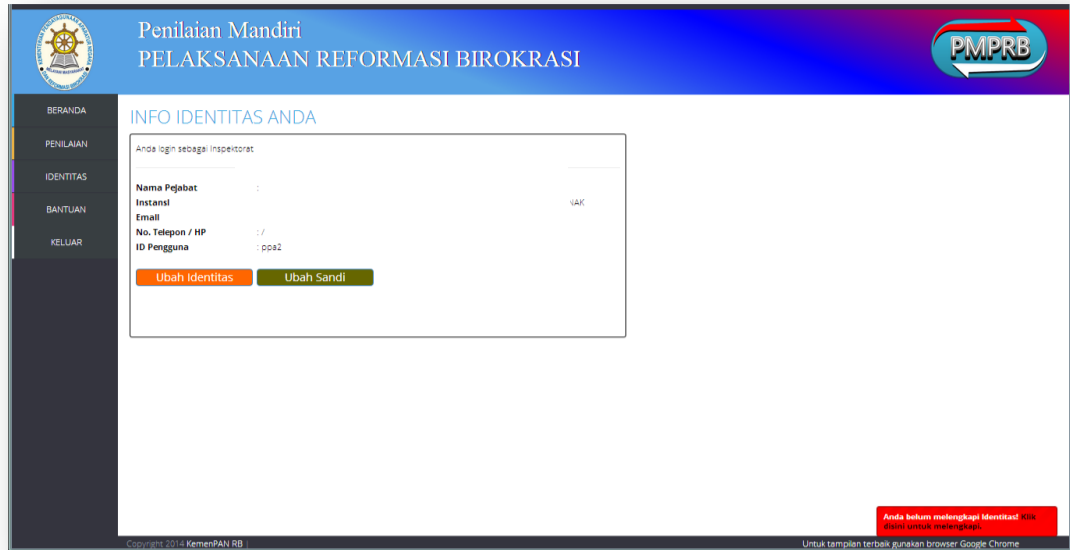 Penilaian Mandiri
PELAKSANAAN REFORMASI BIROKRASI
PMPRB
BERANDA
PENILAIAN
IDENTITAS
BANTUAN
KELUAR
INFO IDENTITAS ANDA
Anda login sebagai Inspektorat
Nama Pejabat :
Instansi NAK
Email
No. Telepon / HP : /
ID Pengguna : ppa2
Ubah Identitas Ubah Sandi
Anda belum melengkapi Identitas! Klik
disini untuk melengkapi.
Copyright 2014 KemenPAN RB |
Untuk tampilan terbaik gunakan browser Google Chrome